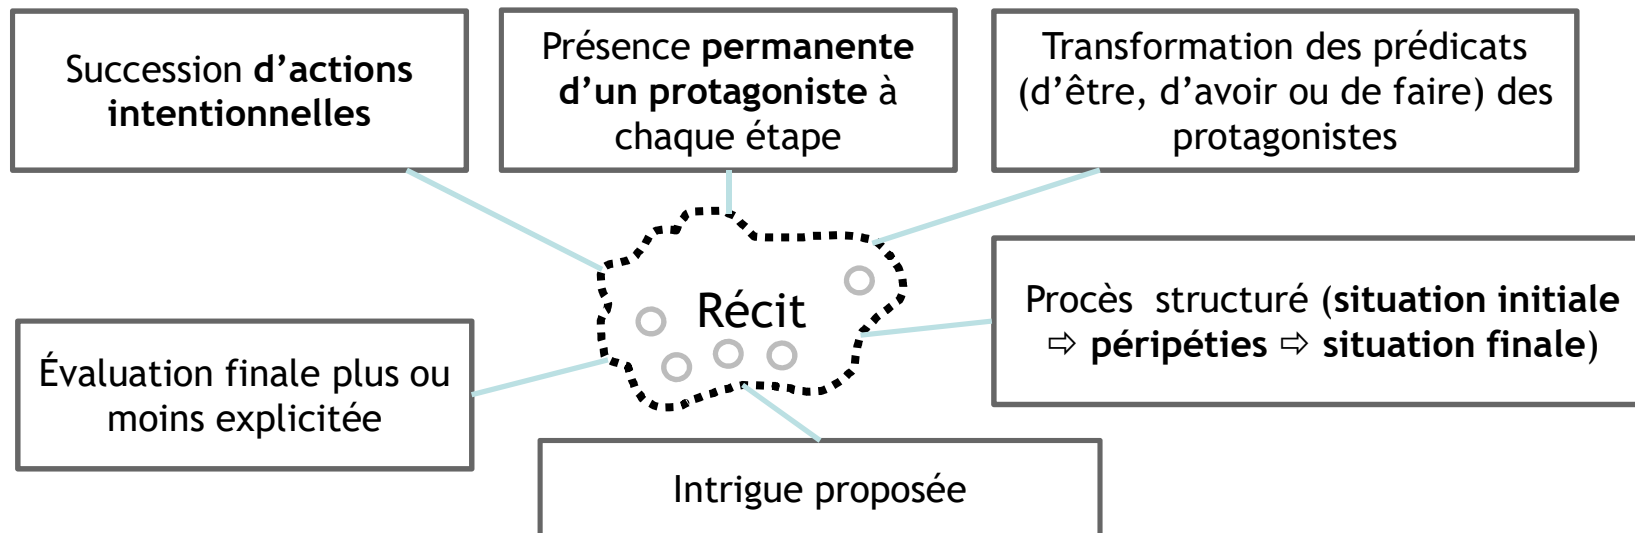 Succession d’actions
intentionnelles
Présence permanente
d’un protagoniste à
chaque étape
Transformation des prédicats
(d’être, d’avoir ou de faire) des
protagonistes
Récit
Procès structuré (situation initiale
⇨ péripéties ⇨ situation finale)
Évaluation finale plus ou
moins explicitée
Intrigue proposée